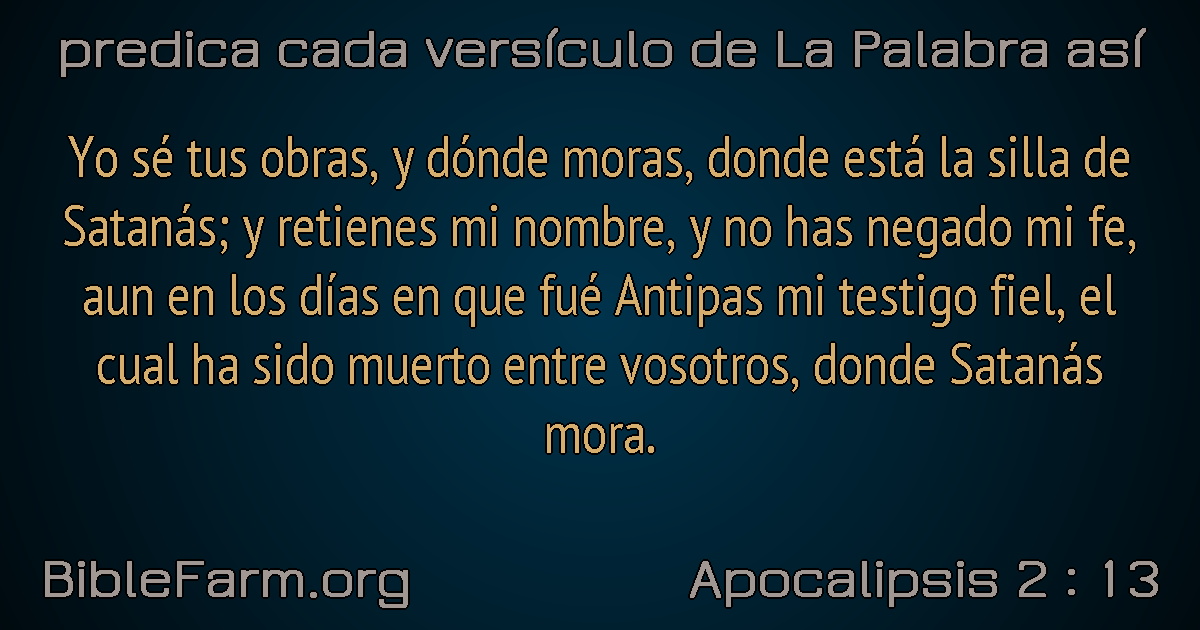 predica cada versículo de La Palabra así
Yo sé tus obras, y dónde moras, donde está la silla de
Satanás; y retienes mi nombre, y no has negado mi fe,
aun en los días en que fué Antipas mi testigo fiel, el
cual ha sido muerto entre vosotros, donde Satanás
mora.
BibleFarm.org
Apocalipsis 2 : 13